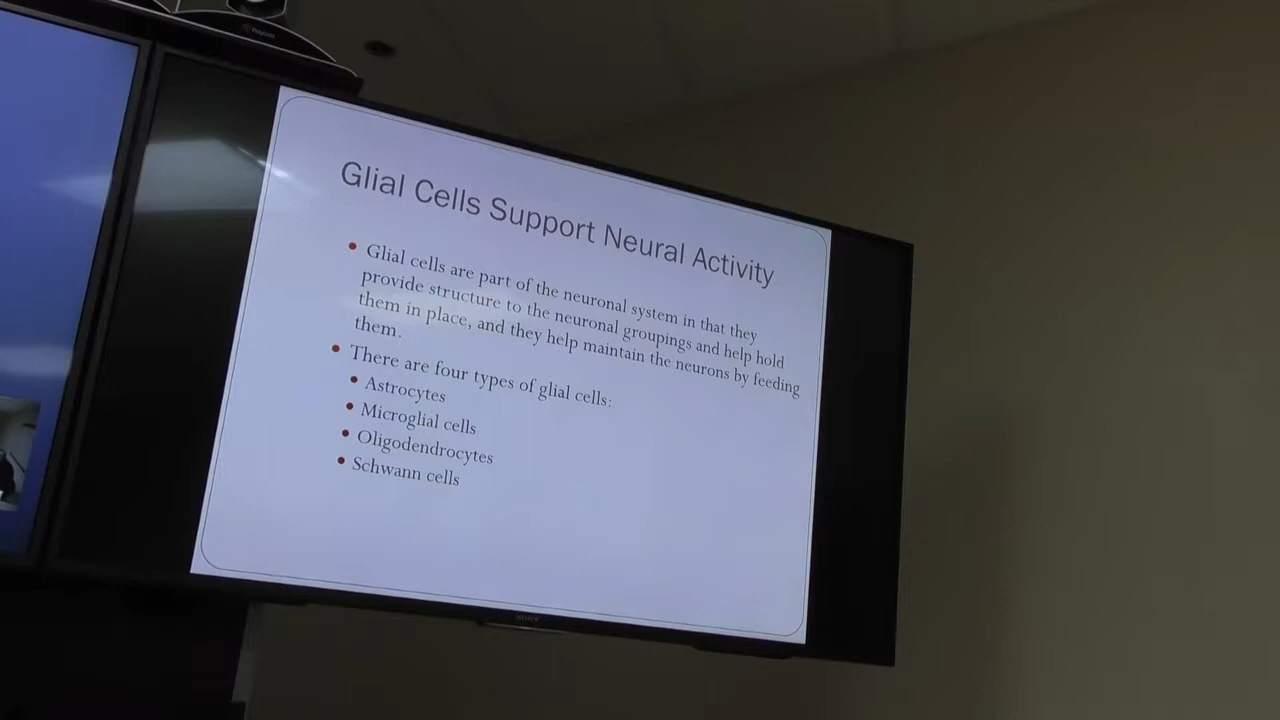 Polycom
Glial Cells Support Neural Activity
• Glial cells are part of the neuronal system in that they
provide structure to the neuronal groupings and help hold
them in place, and they help maintain the neurons by feeding
them.
• There are four types of glial cells:
• Astrocytes
• Microglial cells
• Oligodendrocytes
• Schwann cells
SONY